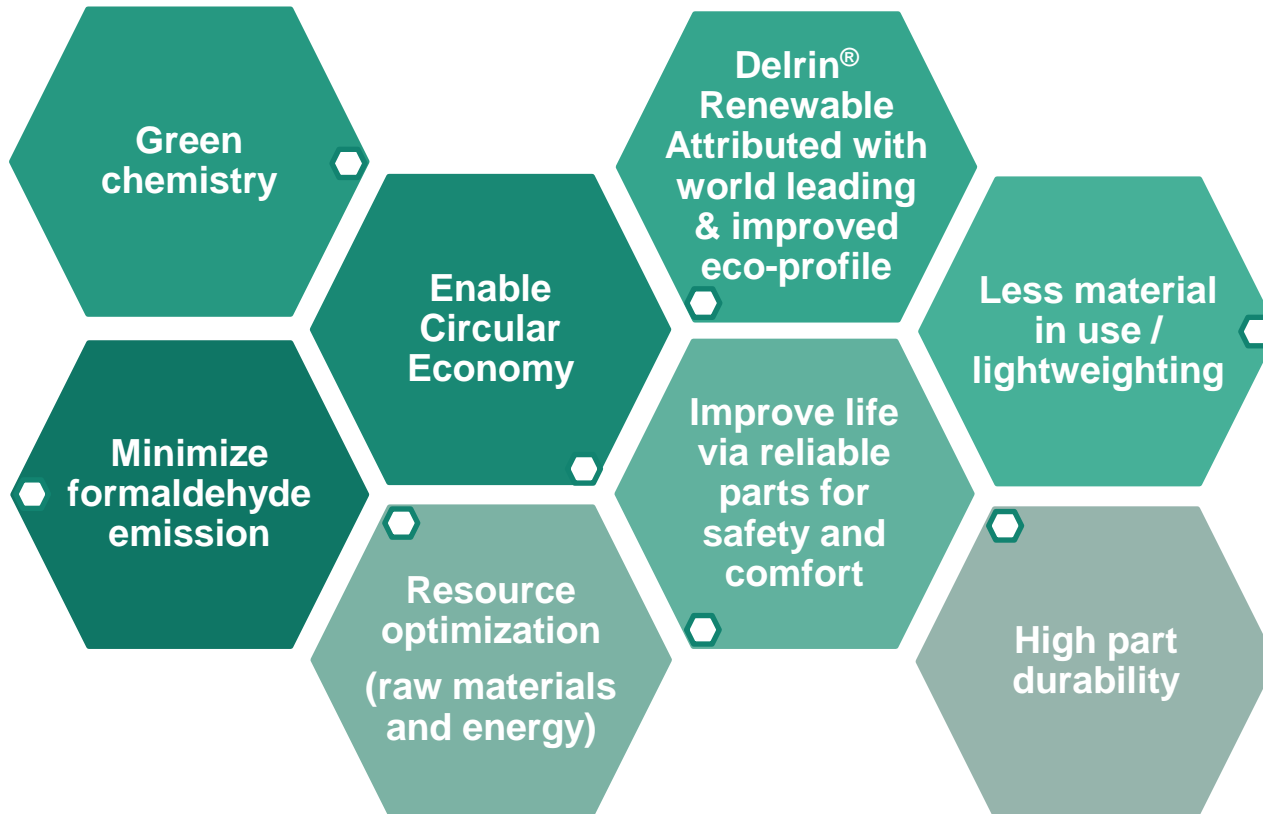 Green
chemistry
Delrin®
Renewable
Attributed with
world leading
& improved
eco-profile
Enable
Circular
Economy
Less material
in use /
lightweighting
Minimize
formaldehyde
emission
Improve life
via reliable
parts for
safety and
comfort
Resource
optimization
(raw materials
and energy)
High part
durability